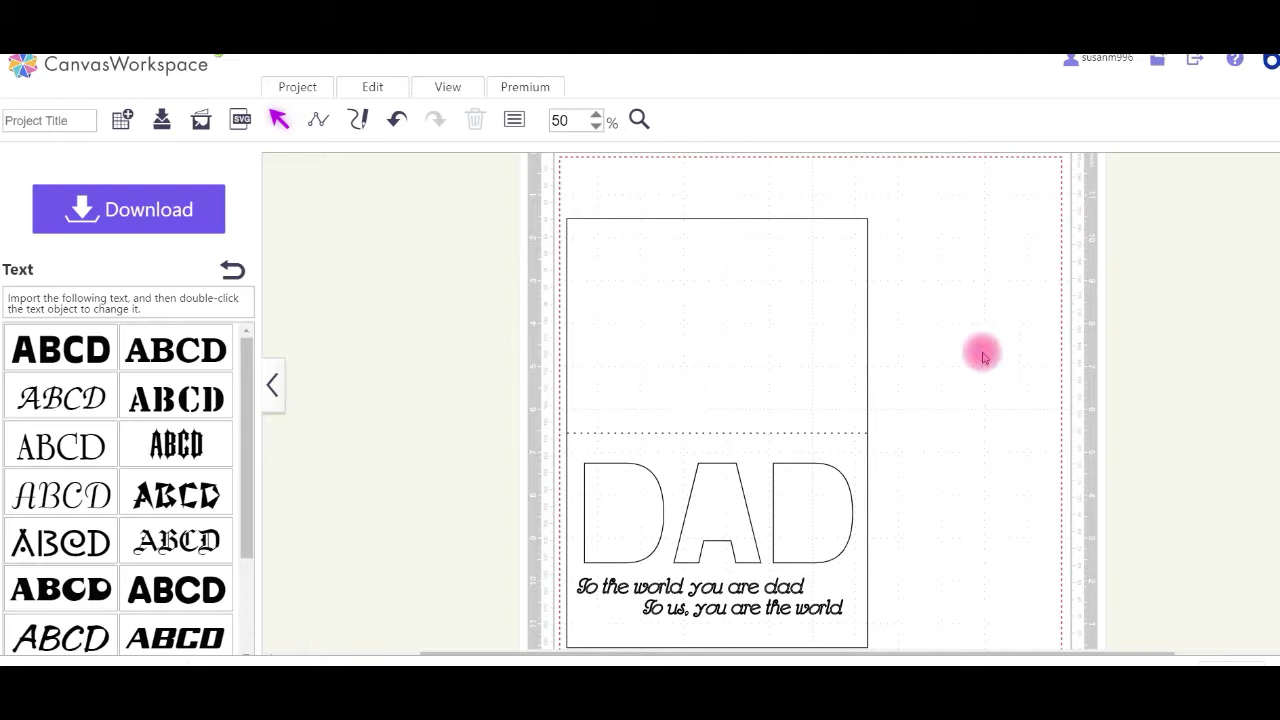 CanvasWorkspace
susanm996
Project
Edit
View
Premium
Project Title
SVG
50
%
Download
Text
Import the following text, and then double-click
the text object to change it.
ABCD ABCD
ABCD ABCD
ABCD ABCD
ABCD ABCD
ABCD ABCD
ABCD ABCD
ABCD ABCD
DAD
To the world you are dad
To us, you are the world